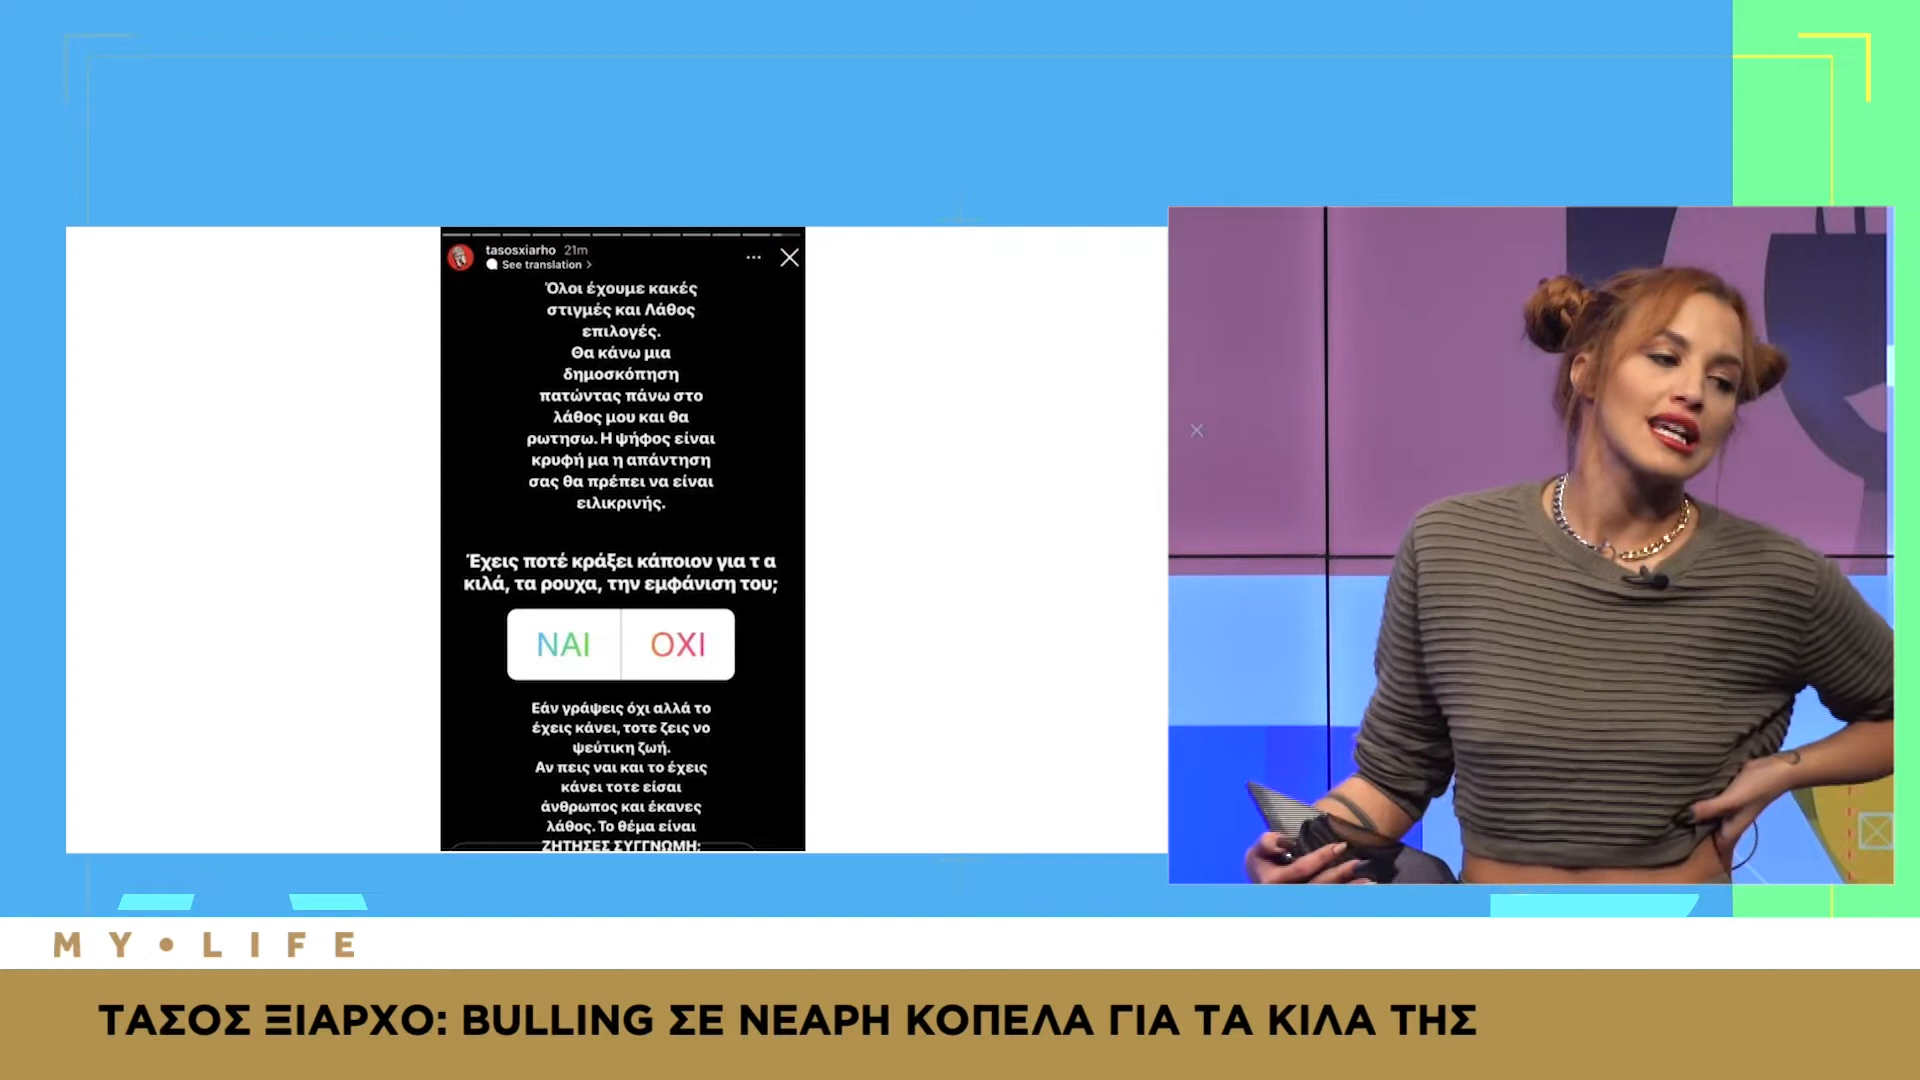 tasosxiarho 21m
See translation >
Όλοι έχουμε κακές
στιγμές και Λάθος
επιλογές.
Θα κάνω μια
δημοσκόπηση
πατώντας πάνω στο
λάθος μου και θα
ρωτησω. Η ψήφος είναι
κρυφή μα η απάντηση
σας θα πρέπει να είναι
ειλικρινής.
Έχεις ποτέ κράξει κάποιον για τ α
κιλά, τα ρουχα, την εμφάνιση του;
ΝΑΙ ΟΧΙ
Εάν γράψεις όχι αλλά το
έχεις κάνει, τοτε ζεις νο
ψεύτικη ζωή.
Αν πεις ναι και το έχεις
κάνει τοτε είσαι
άνθρωπος και έκανες
λάθος. Το θέμα είναι
ΖΗΤΗΣΕΣ ΣΥΓΓΝΩΜΗ;
MY•LIFE
ΤΑΣΟΣ ΞΙΑΡΧΟ: BULLING ΣΕ ΝΕΑΡΗ ΚΟΠΕΛΑ ΓΙΑ ΤΑ ΚΙΛΑ ΤΗΣ